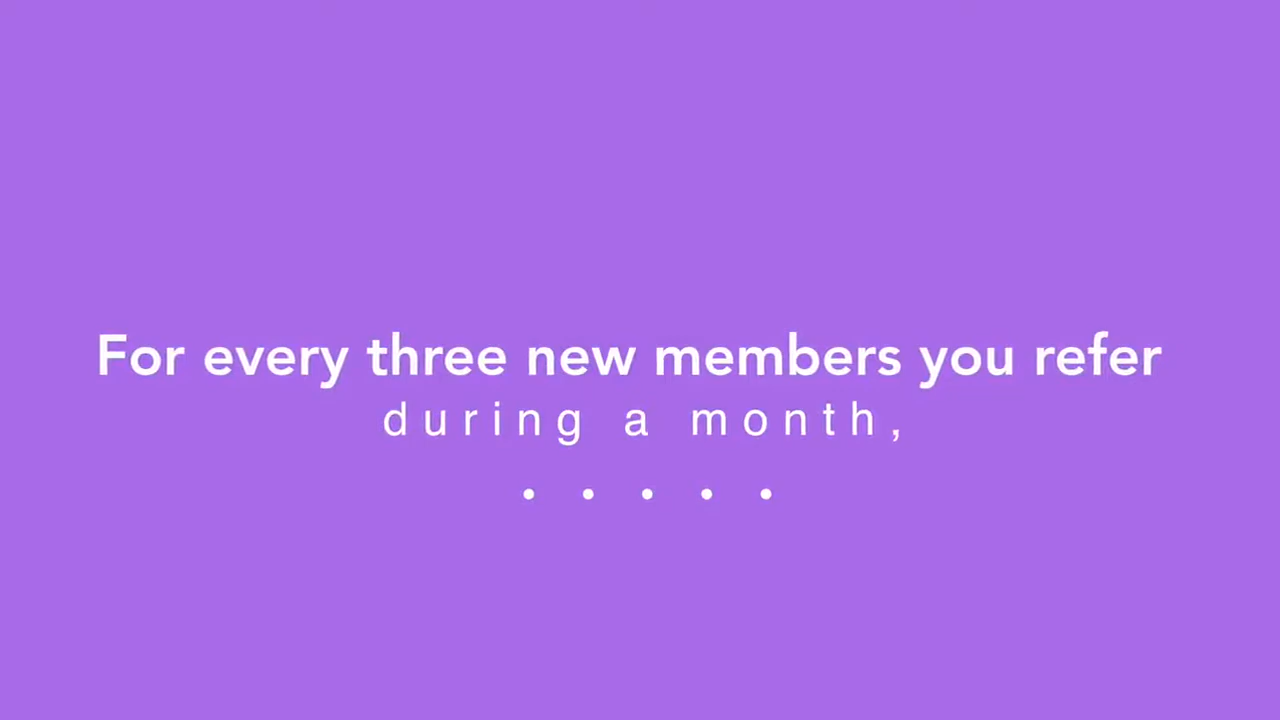 For every three new members you refer
during a month,
• • • • •